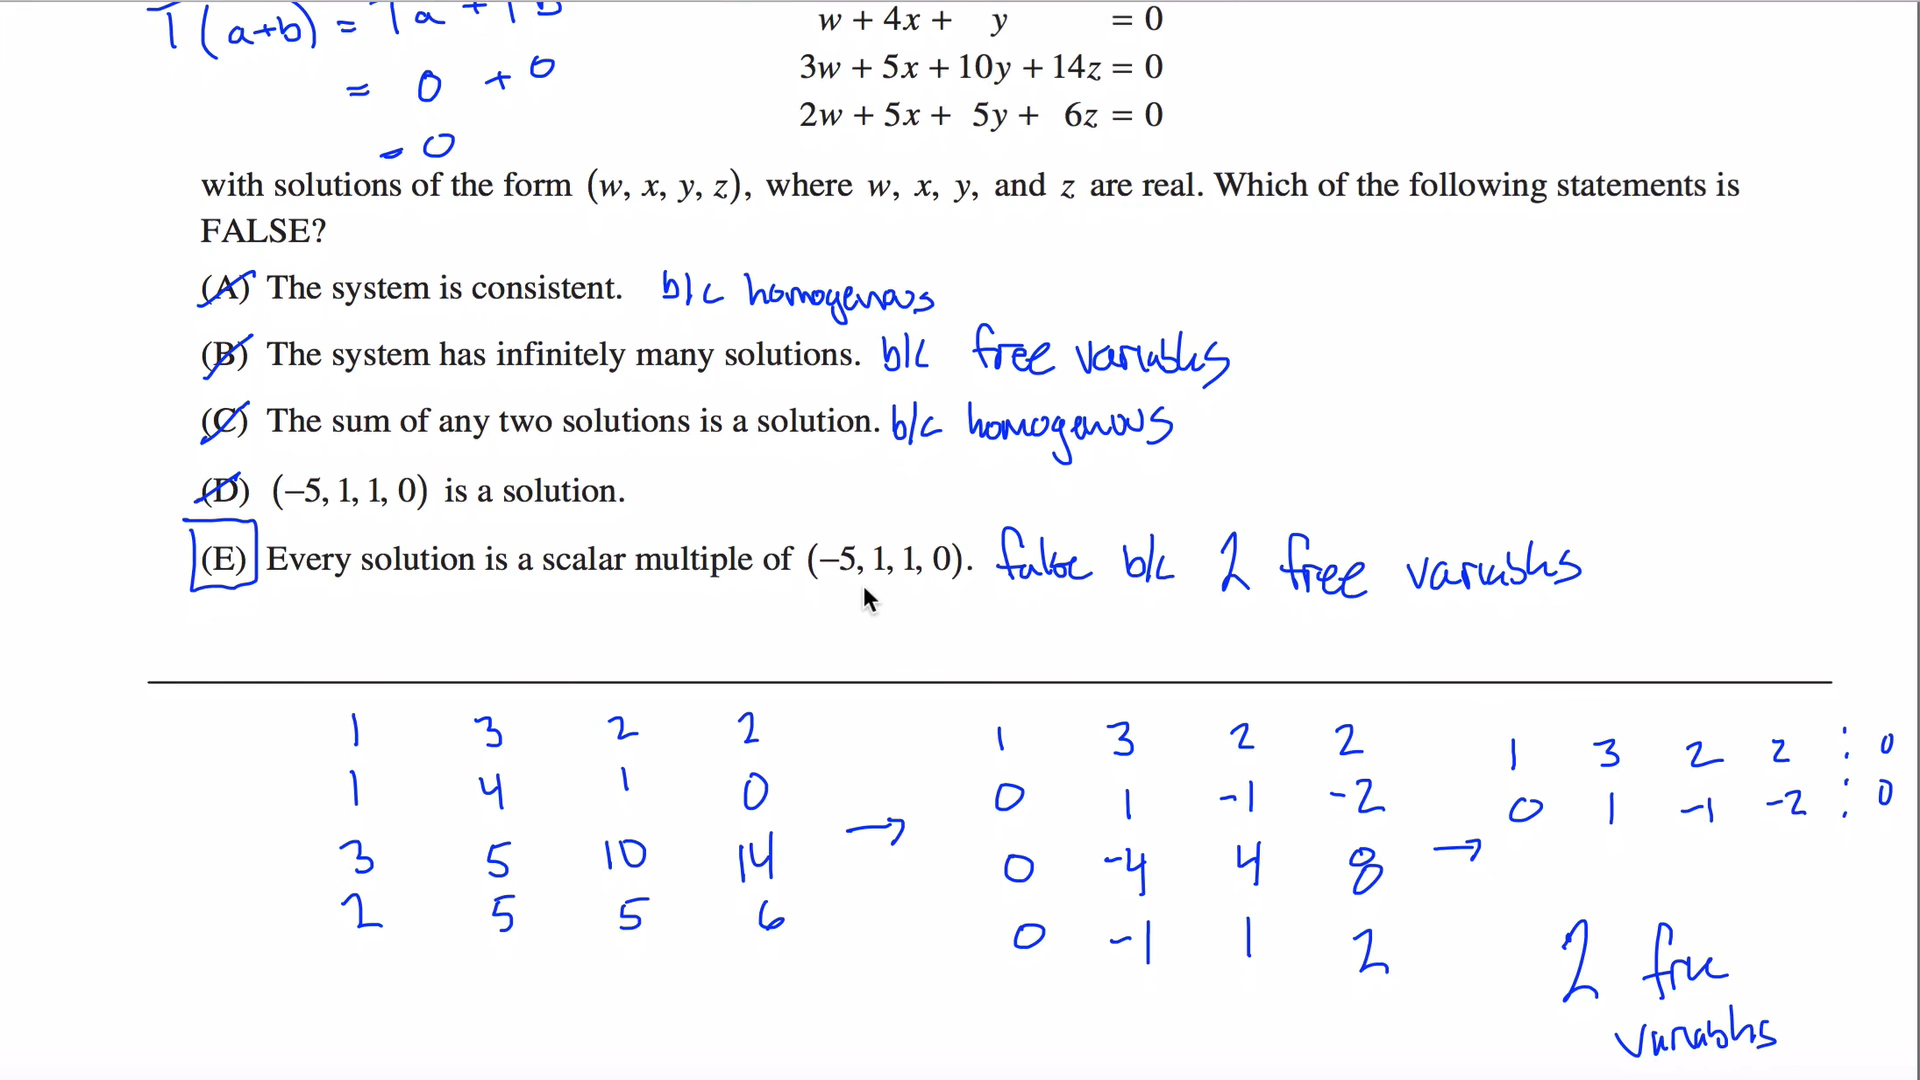 T(a+b) = Ta + Tb
= 0 + 0
= 0
w + 4x + y = 0
3w + 5x + 10y + 14z = 0
2w + 5x + 5y + 6z = 0
with solutions of the form (w, x, y, z), where w, x, y, and z are real. Which of the following statements is
FALSE?
(A) The system is consistent. b/c homogenous
(B) The system has infinitely many solutions. b/c free variables
(C) The sum of any two solutions is a solution. b/c homogenous
(D) (−5, 1, 1, 0) is a solution.
(E) Every solution is a scalar multiple of (−5, 1, 1, 0). false b/c 2 free variables
1 3 2 2
1 4 1 0
3 5 10 14
2 5 5 6
→
1 3 2 2
0 1 -1 -2
0 -4 4 8
0 -1 1 2
→
1 3 2 2 : 0
0 1 -1 -2 : 0
2 free
variables